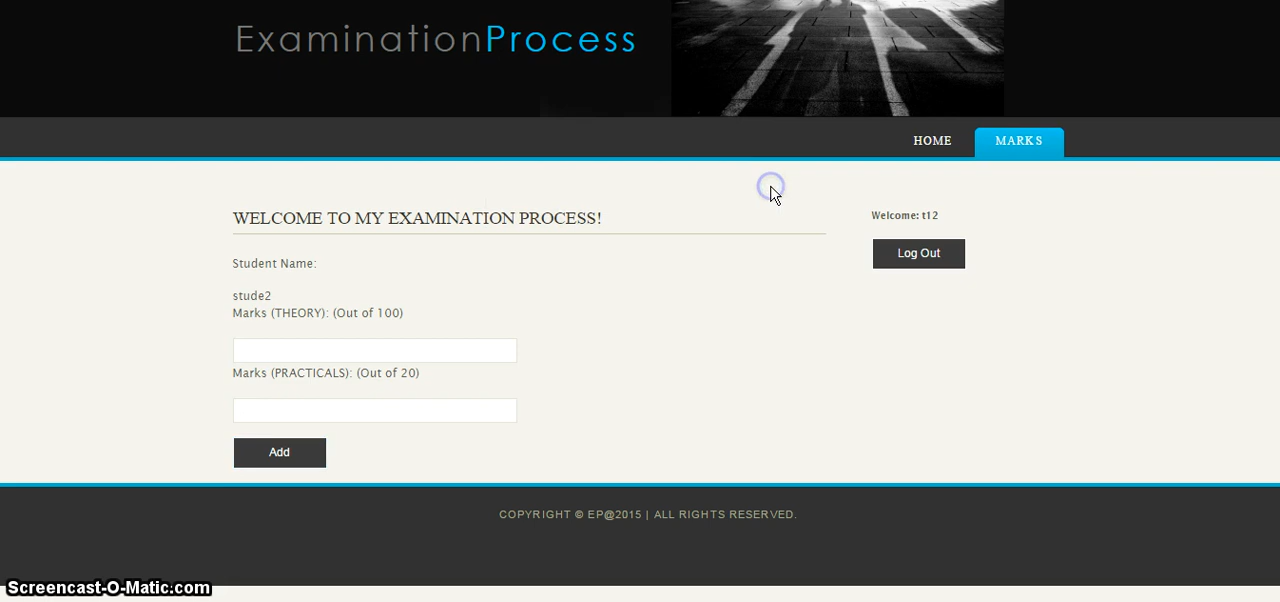 ExaminationProcess
HOME
MARKS
WELCOME TO MY EXAMINATION PROCESS!
Welcome: t12
Log Out
Student Name:
stude2
Marks (THEORY): (Out of 100)
Marks (PRACTICALS): (Out of 20)
Add
COPYRIGHT © EP@2015 | ALL RIGHTS RESERVED.
Screencast-O-Matic.com